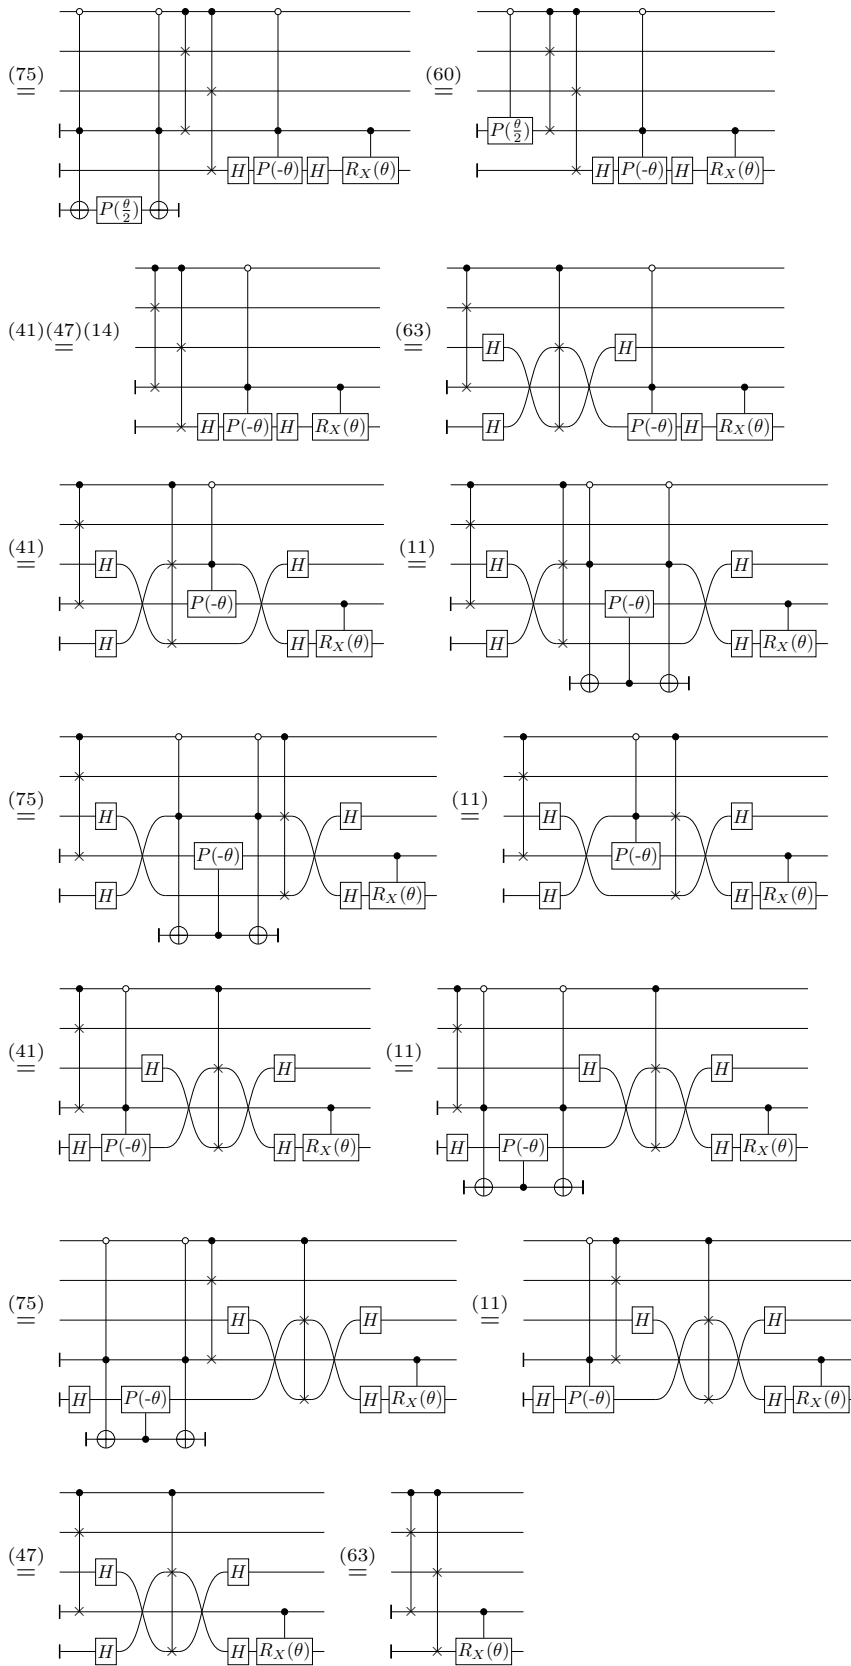 (75) = H P(-θ) H R_X(θ) P(θ/2) (60) = P(θ/2) H P(-θ) H R_X(θ)
(41)(47)(14) = H P(-θ) H R_X(θ) (63) = H H H P(-θ) H R_X(θ)
(41) = H H P(-θ) H H R_X(θ) (11) = H H P(-θ) H H R_X(θ)
(75) = H H P(-θ) H H R_X(θ) (11) = H H P(-θ) H H R_X(θ)
(41) = H P(-θ) H H H R_X(θ) (11) = H P(-θ) H H H R_X(θ)
(75) = H P(-θ) H H H R_X(θ) (11) = H P(-θ) H H H R_X(θ)
(47) = H H H H R_X(θ) (63) = R_X(θ)